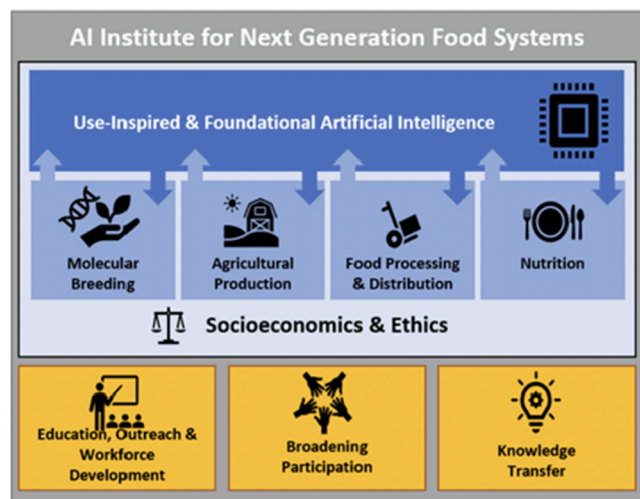 AI Institute for Next Generation Food Systems
Use-Inspired & Foundational Artificial Intelligence
Molecular
Breeding
Agricultural
Production
Food Processing
& Distribution
Nutrition
Socioeconomics & Ethics
Education, Outreach &
Workforce
Development
Broadening
Participation
Knowledge
Transfer